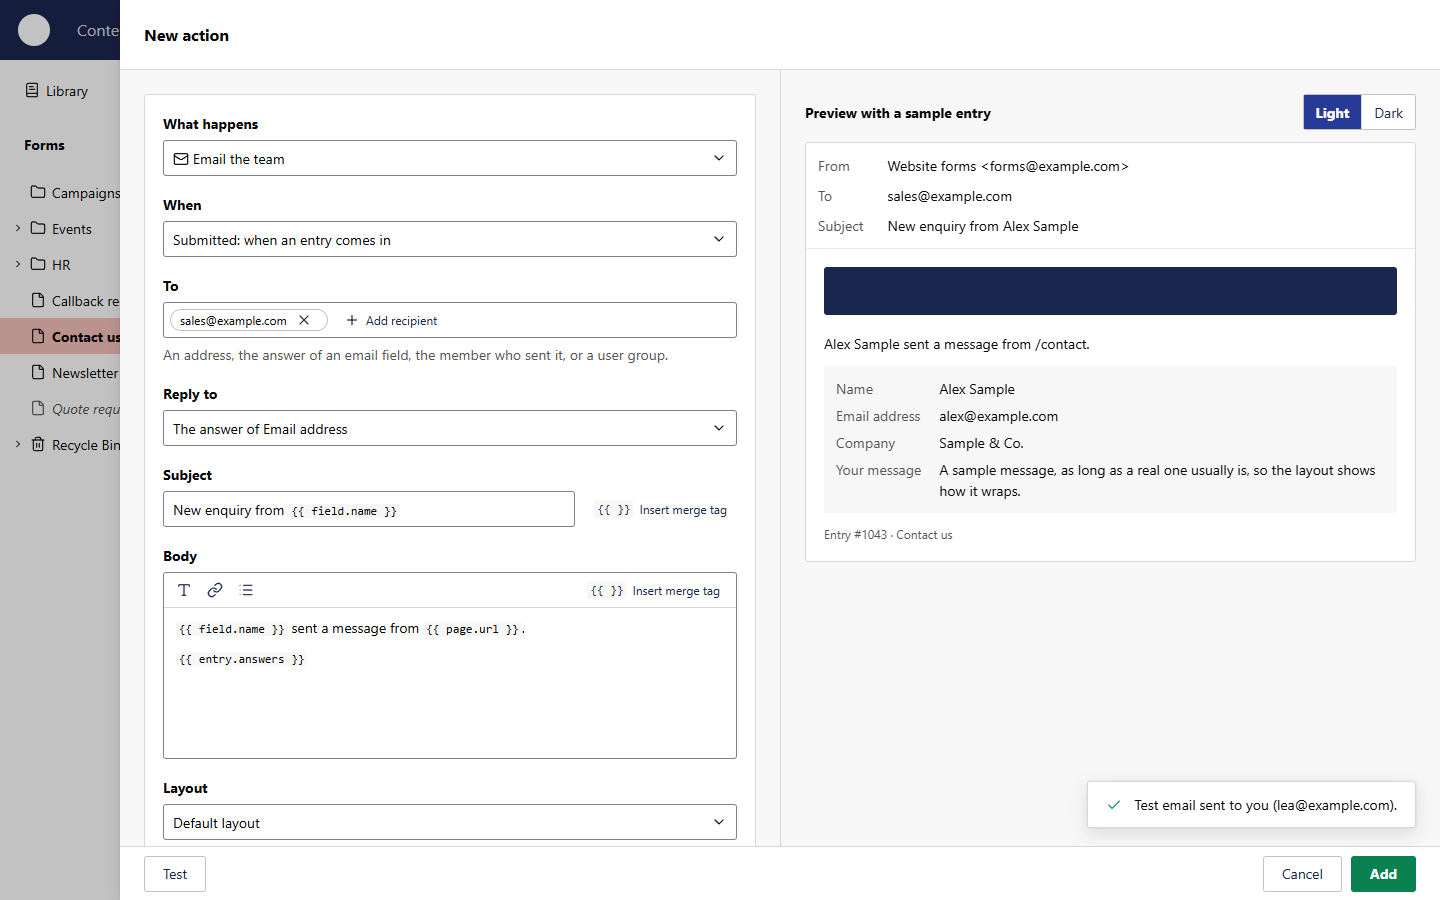 Conte
New action
Library
Forms
Campaigns
Events
HR
Callback re
Contact us
Newsletter
Quote requ
Recycle Bin
What happens
Email the team
When
Submitted: when an entry comes in
To
sales@example.com
Add recipient
An address, the answer of an email field, the member who sent it, or a user group.
Reply to
The answer of Email address
Subject
New enquiry from {{ field.name }}
{{ }} Insert merge tag
Body
{{ }} Insert merge tag
{{ field.name }} sent a message from {{ page.url }}.
{{ entry.answers }}
Layout
Default layout
Preview with a sample entry
Light
Dark
From Website forms <forms@example.com>
To sales@example.com
Subject New enquiry from Alex Sample
Alex Sample sent a message from /contact.
Name Alex Sample
Email address alex@example.com
Company Sample & Co.
Your message A sample message, as long as a real one usually is, so the layout shows
how it wraps.
Entry #1043 · Contact us
Test email sent to you (lea@example.com).
Test
Cancel
Add